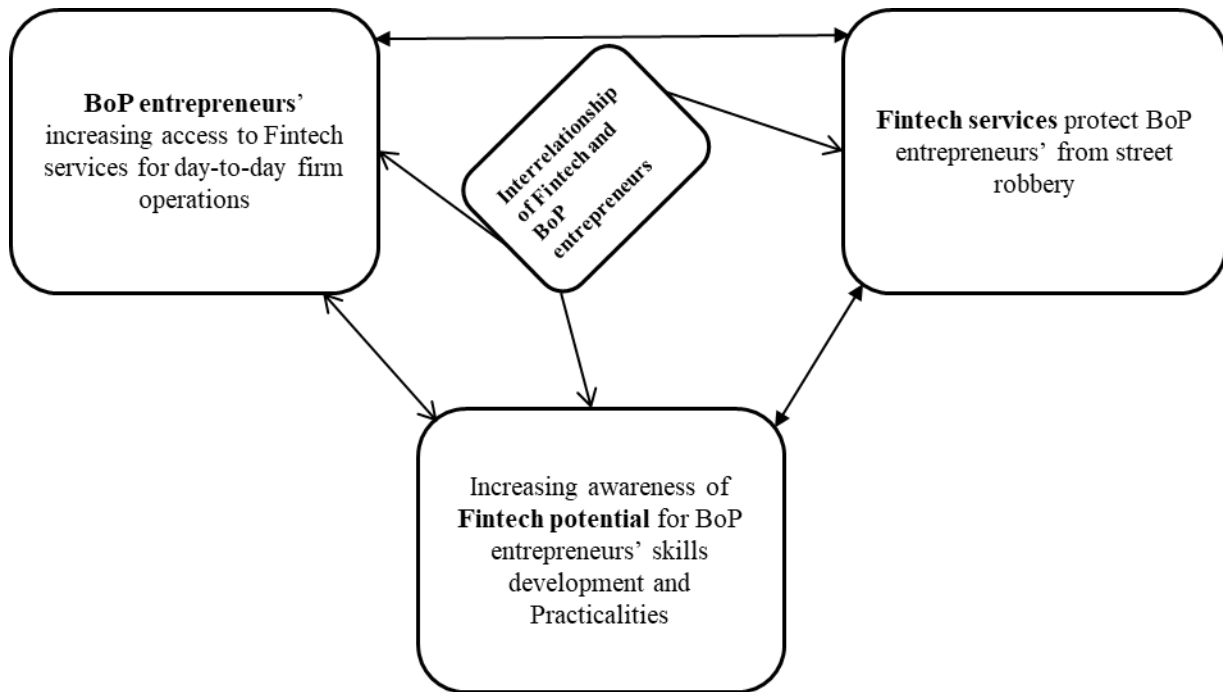 BoP entrepreneurs’
increasing access to Fintech
services for day-to-day firm
operations
Interrelationship
of Fintech and
BoP
entrepreneurs
Fintech services protect BoP
entrepreneurs’ from street
robbery
Increasing awareness of
Fintech potential for BoP
entrepreneurs’ skills
development and
Practicalities